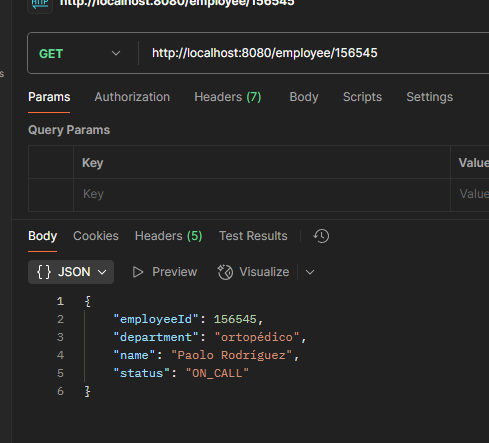 HTTP http://localhost:8080/employee/156545
GET http://localhost:8080/employee/156545
Params Authorization Headers (7) Body Scripts Settings
Query Params
Key Value
Key Value
Body Cookies Headers (5) Test Results
{} JSON Preview Visualize
1 {
2 "employeeId": 156545,
3 "department": "ortopédico",
4 "name": "Paolo Rodríguez",
5 "status": "ON_CALL"
6 }